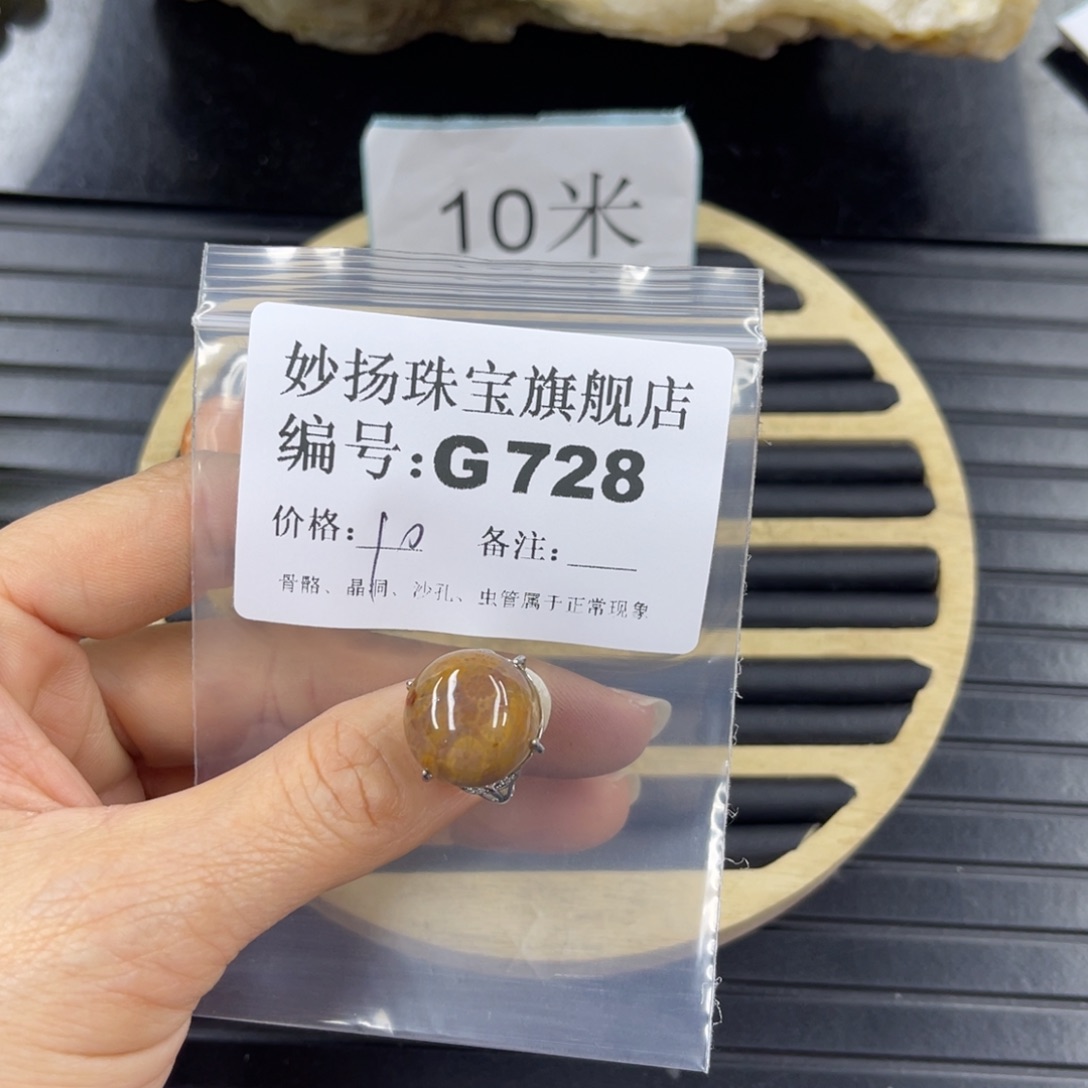 10米
妙扬珠宝旗舰店
编号:G728
价格:10 备注:
骨骼、晶洞、沙孔、虫管属于正常现象